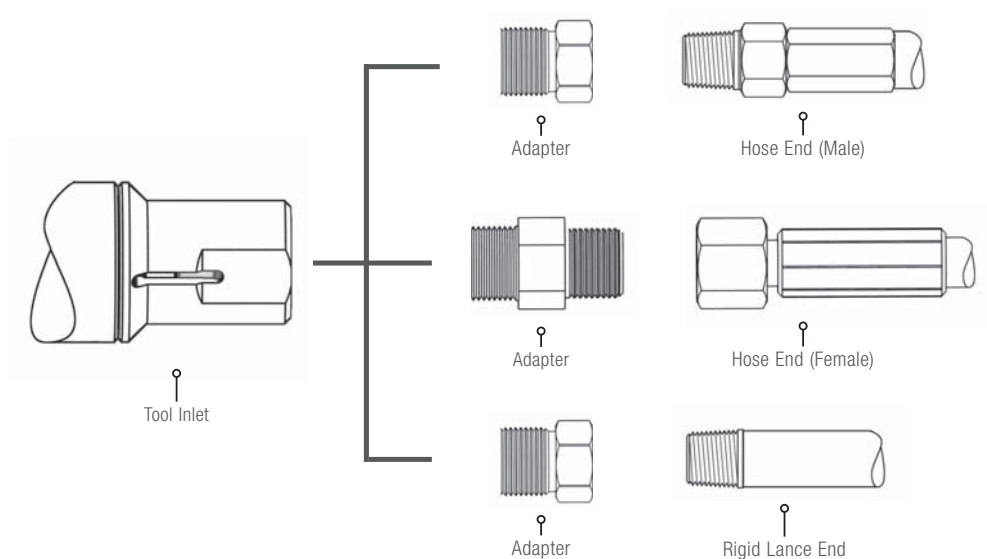 Adapter
Hose End (Male)
Tool Inlet
Adapter
Hose End (Female)
Adapter
Rigid Lance End